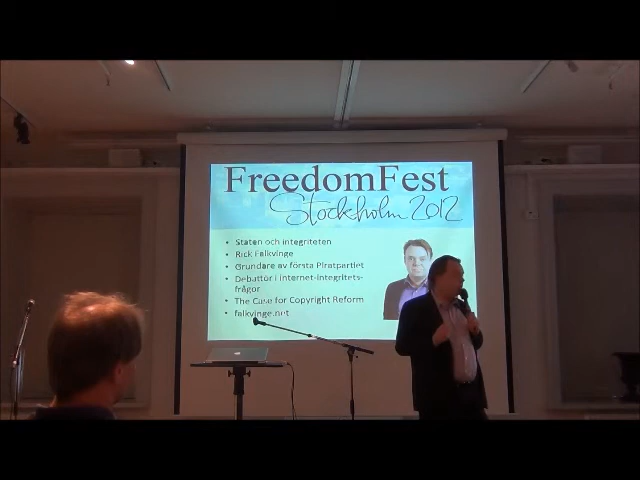 FreedomFest
Stockholm 2012
• Staten och integriteten
• Rick Falkvinge
• Grundare av första Piratpartiet
• Debattör i internet-integritets-
frågor
• The Case for Copyright Reform
• falkvinge.net